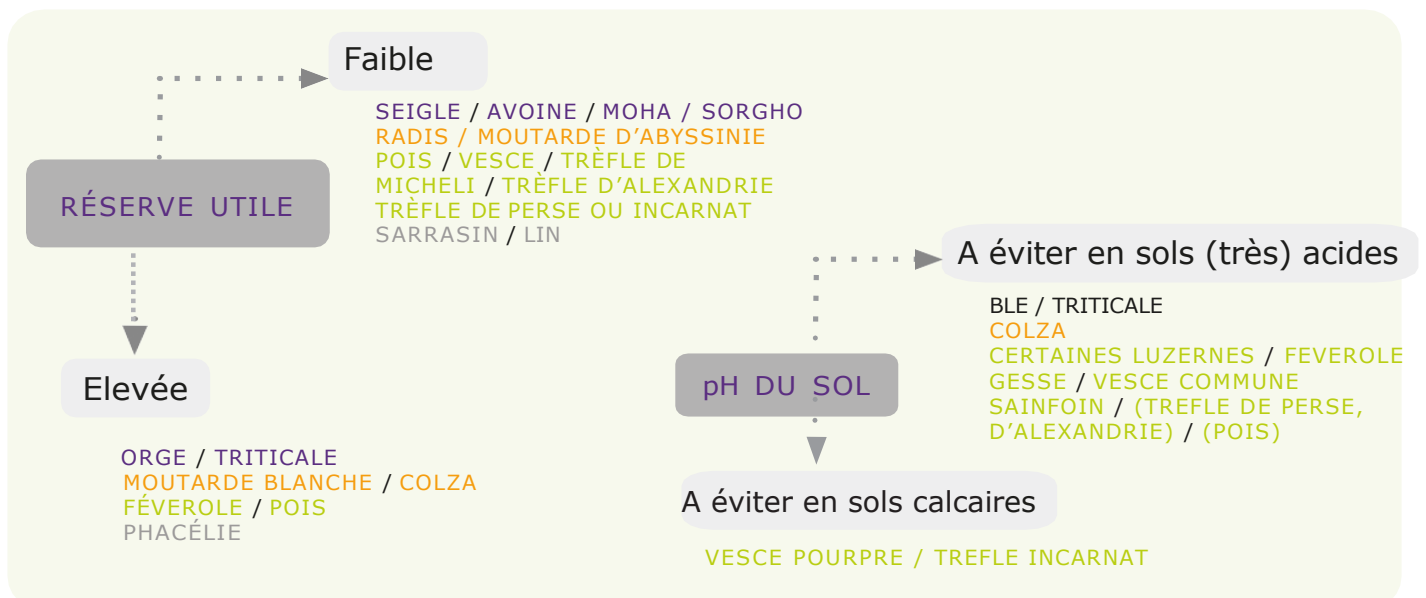 Faible
SEIGLE / AVOINE / MOHA / SORGHO
RADIS / MOUTARDE D'ABYSSINIE
POIS / VESCE / TRÈFLE DE
MICHELI / TRÈFLE D'ALEXANDRIE
TRÈFLE DE PERSE OU INCARNAT
SARRASIN / LIN
RÉSERVE UTILE
Elevée
ORGE / TRITICALE
MOUTARDE BLANCHE / COLZA
FÉVEROLE / POIS
PHACÉLIE
A éviter en sols (très) acides
BLE / TRITICALE
COLZA
CERTAINES LUZERNES / FEVEROLE
GESSE / VESCE COMMUNE
SAINFOIN / (TREFLE DE PERSE,
D'ALEXANDRIE) / (POIS)
pH DU SOL
A éviter en sols calcaires
VESCE POURPRE / TREFLE INCARNAT